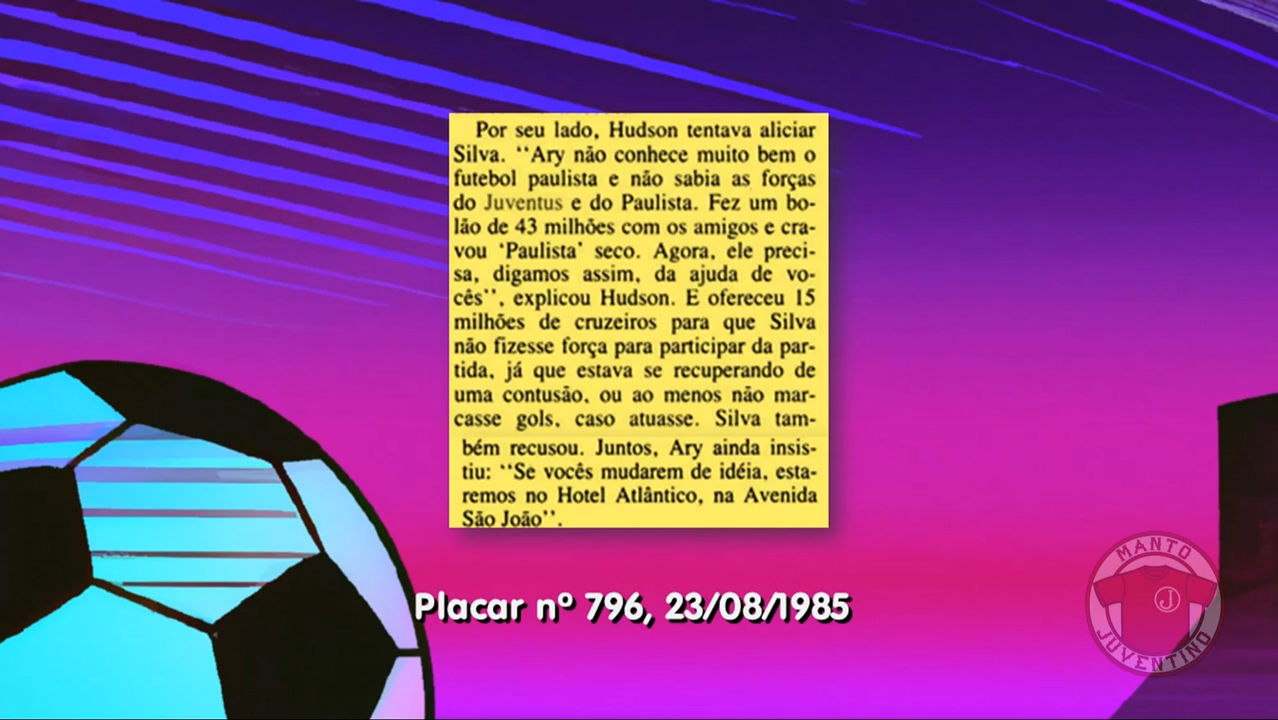 Por seu lado, Hudson tentava aliciar
Silva. ‘‘Ary não conhece muito bem o
futebol paulista e não sabia as forças
do Juventus e do Paulista. Fez um bo-
lão de 43 milhões com os amigos e cra-
vou ‘Paulista’ seco. Agora, ele preci-
sa, digamos assim, da ajuda de vo-
cês’’, explicou Hudson. E ofereceu 15
milhões de cruzeiros para que Silva
não fizesse força para participar da par-
tida, já que estava se recuperando de
uma contusão, ou ao menos não mar-
casse gols, caso atuasse. Silva tam-
bém recusou. Juntos, Ary ainda insis-
tiu: ‘‘Se vocês mudarem de idéia, esta-
remos no Hotel Atlântico, na Avenida
São João’’.
Placar nº 796, 23/08/1985
MANTO
J
JUVENTINO